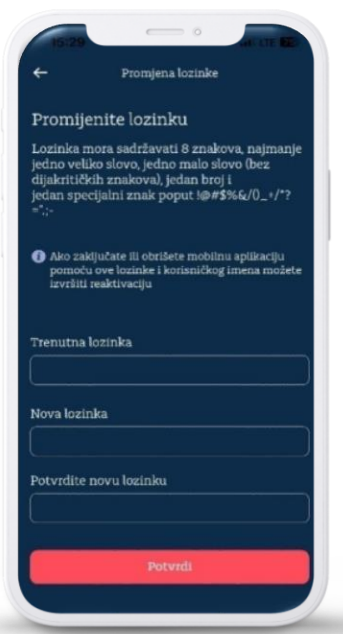 15:29 LTE
Promjena lozinke
Promijenite lozinku
Lozinka mora sadržavati 8 znakova, najmanje
jedno veliko slovo, jedno malo slovo (bez
dijakritičkih znakova), jedan broj i
jedan specijalni znak poput !@#$%&/()_+/*?
=*,;-
Ako zaključate ili obrišete mobilnu aplikaciju
pomoću ove lozinke i korisničkog imena možete
izvršiti reaktivaciju
Trenutna lozinka
Nova lozinka
Potvrdite novu lozinku
Potvrdi